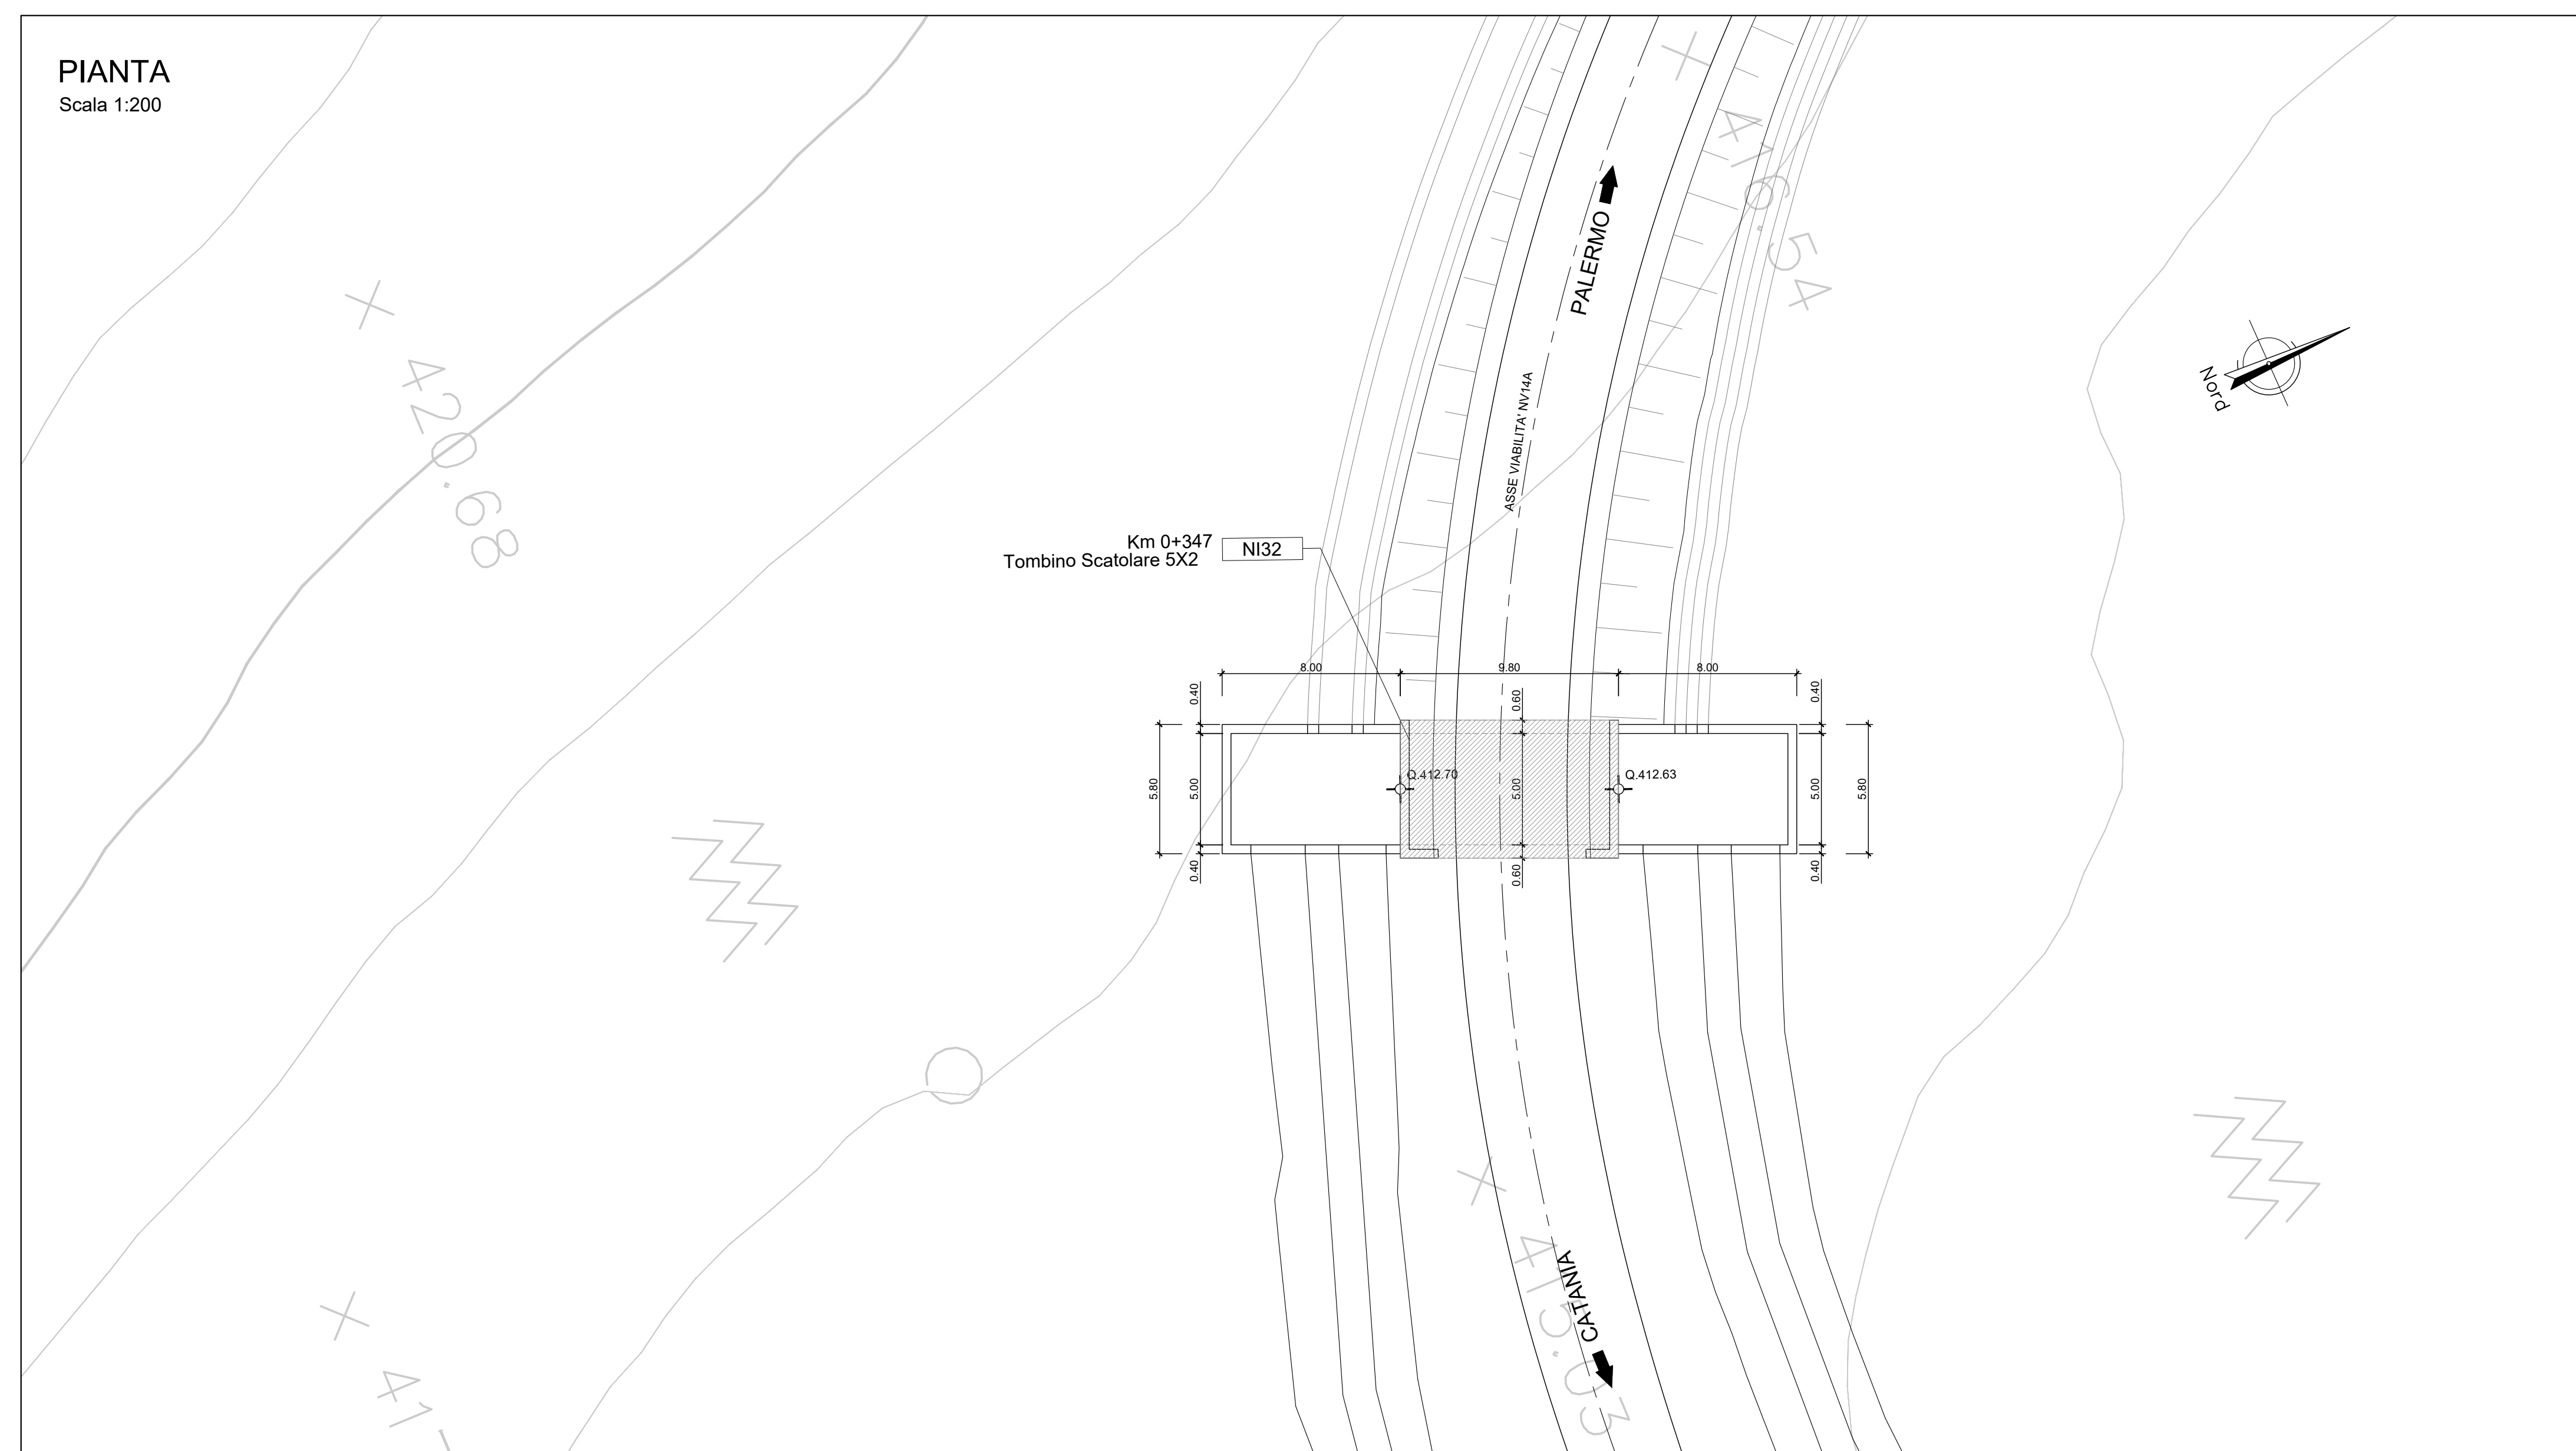 PIANTA
Scala 1:200
416.54
PALERMO
420.68
Nord
ASSE VIABILITA' NV14A
Km 0+347
NI32
Tombino Scatolare 5X2
8.00
9.80
8.00
0.40
0.60
0.40
Q.412.70
Q.412.63
5.80
5.00
5.00
5.00
5.80
0.40
0.60
0.40
CATANIA
415.03